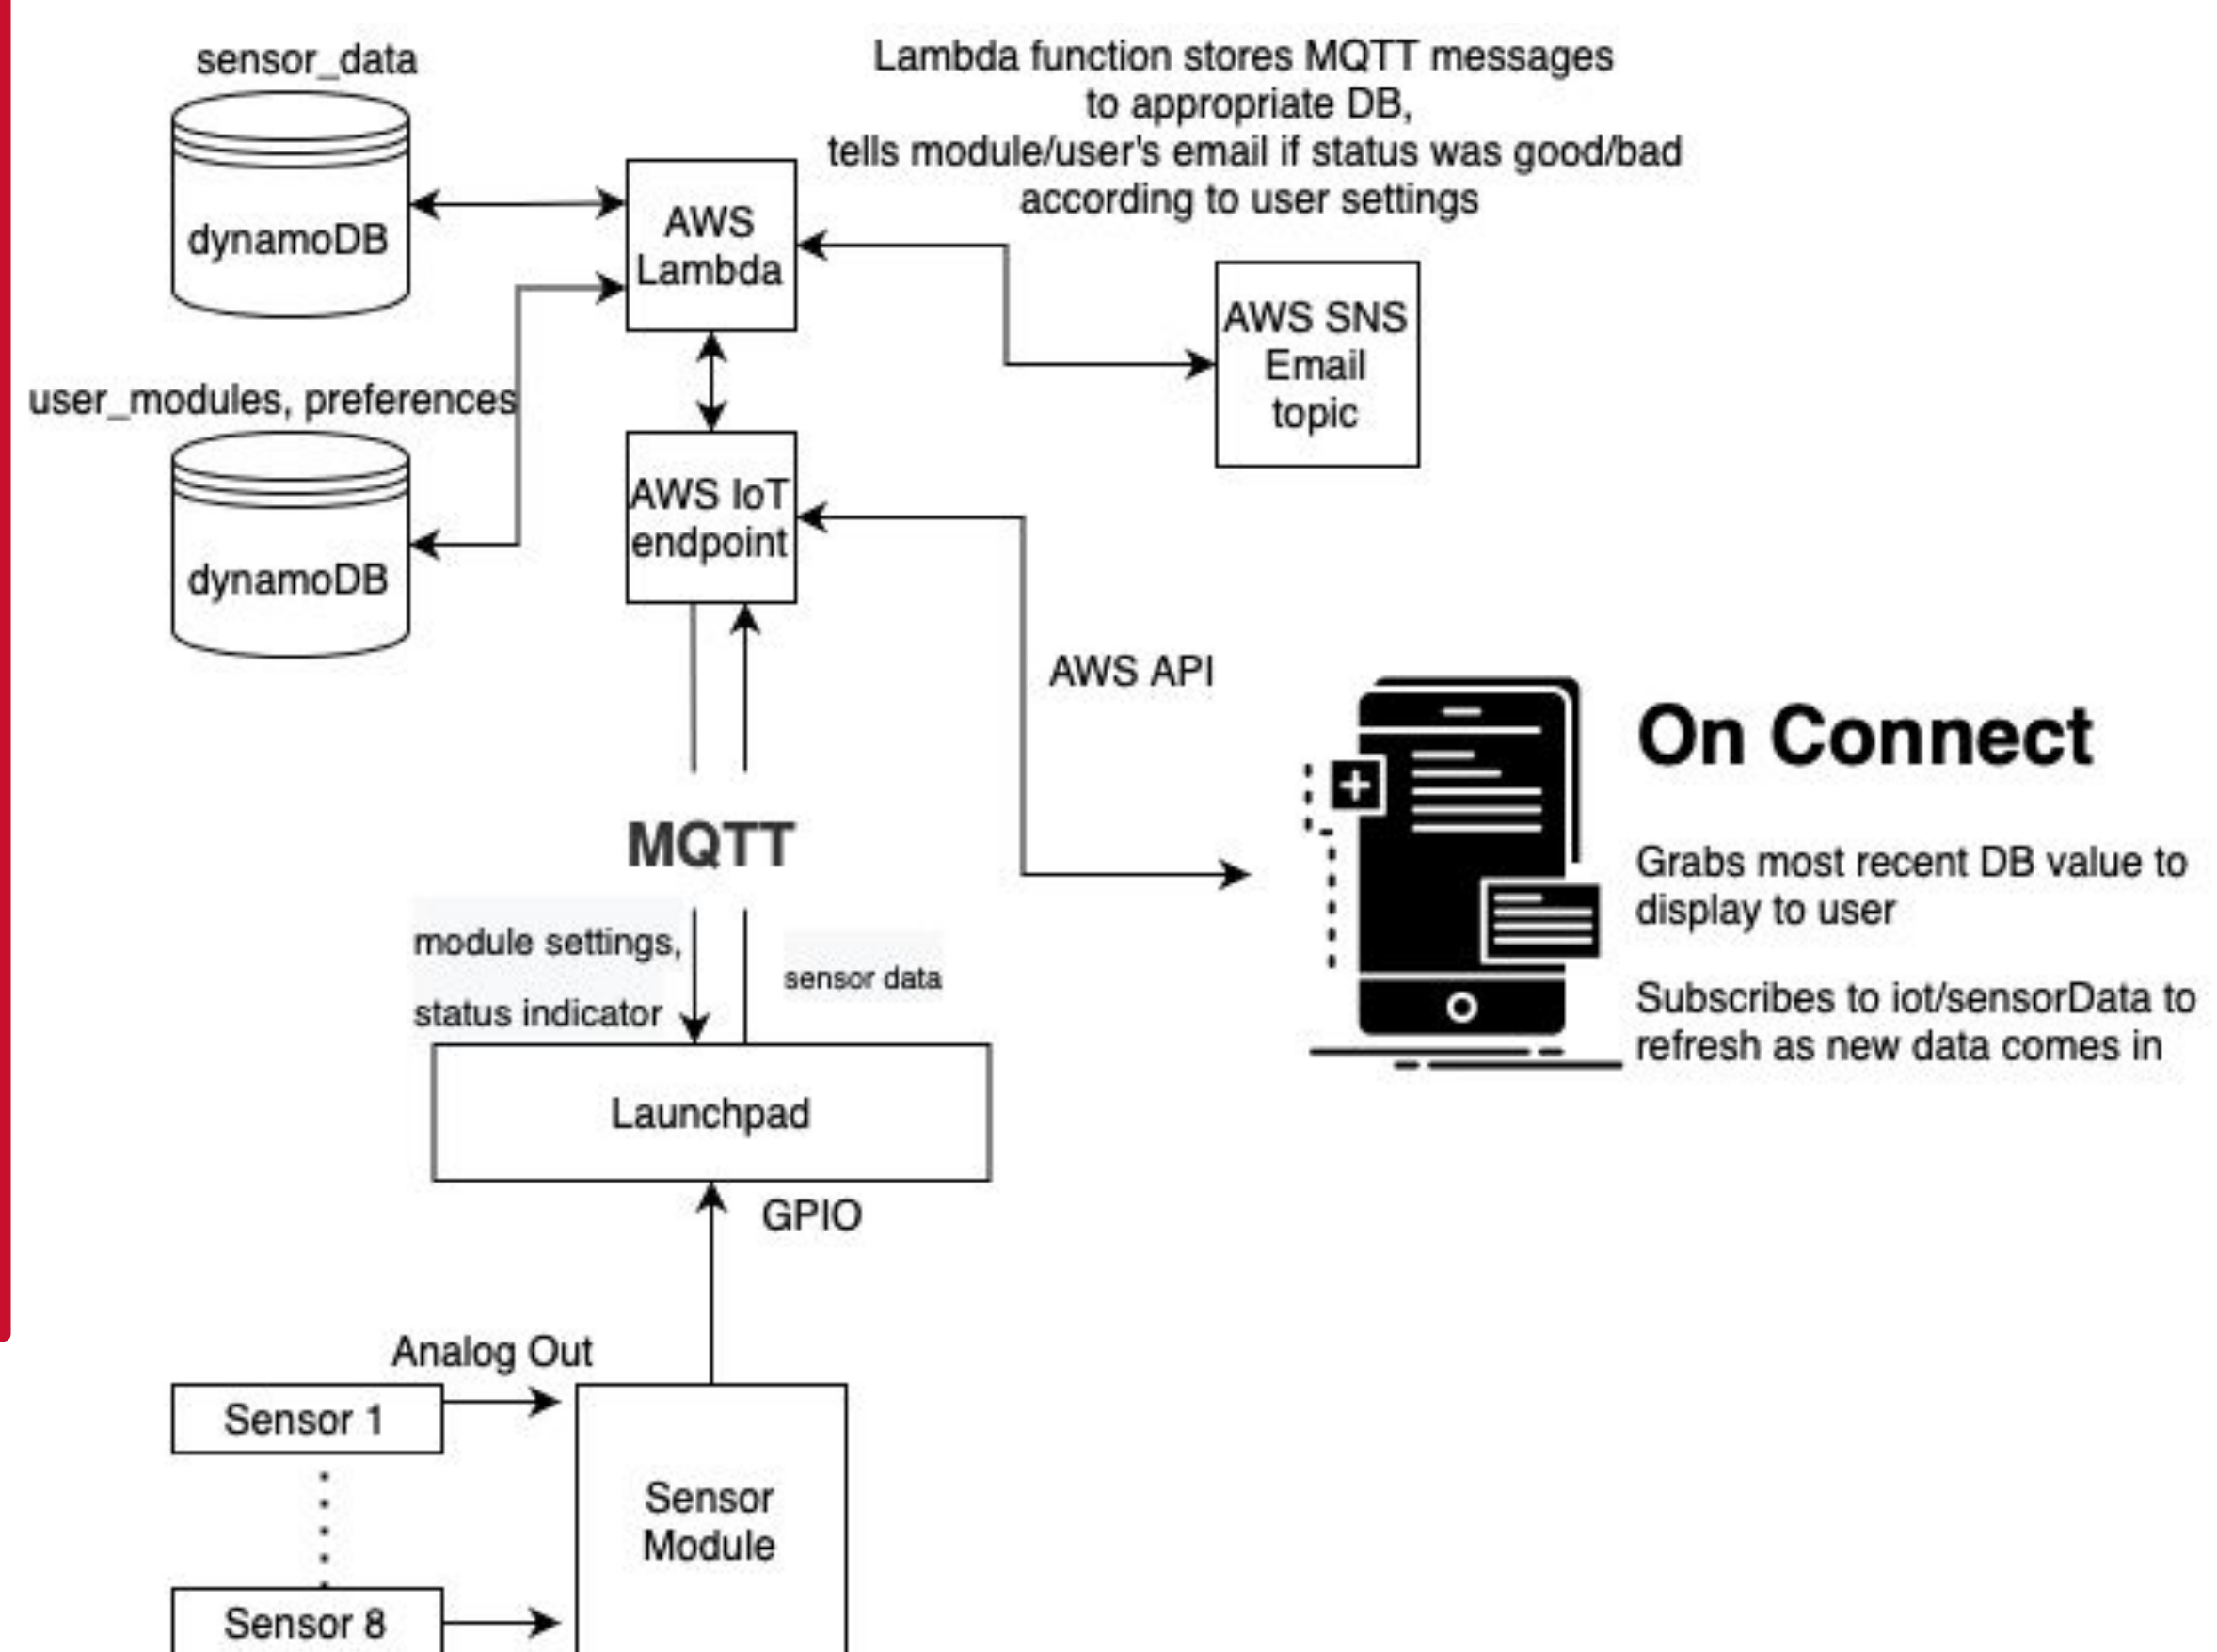 sensor_data
dynamoDB
Lambda function stores MQTT messages
to appropriate DB,
tells module/user's email if status was good/bad
according to user settings
AWS
Lambda
AWS SNS
Email
topic
user_modules, preferences
dynamoDB
AWS IoT
endpoint
AWS API
MQTT
module settings,
status indicator
sensor data
On Connect
Grabs most recent DB value to
display to user
Subscribes to iot/sensorData to
refresh as new data comes in
Launchpad
GPIO
Analog Out
Sensor 1
Sensor
Module
Sensor 8